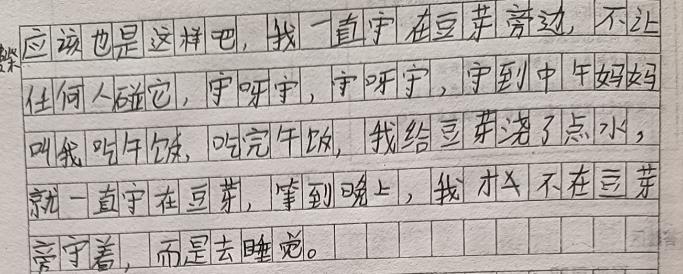 应该也是这样吧，我一直守在豆芽旁边，不让
任何人碰它，守呀守，守呀守，守到中午妈妈
叫我吃午饭，吃完午饭，我给豆芽浇了点水，
就一直守在豆芽，等到晚上，我才不在豆芽
旁守着，而是去睡觉。